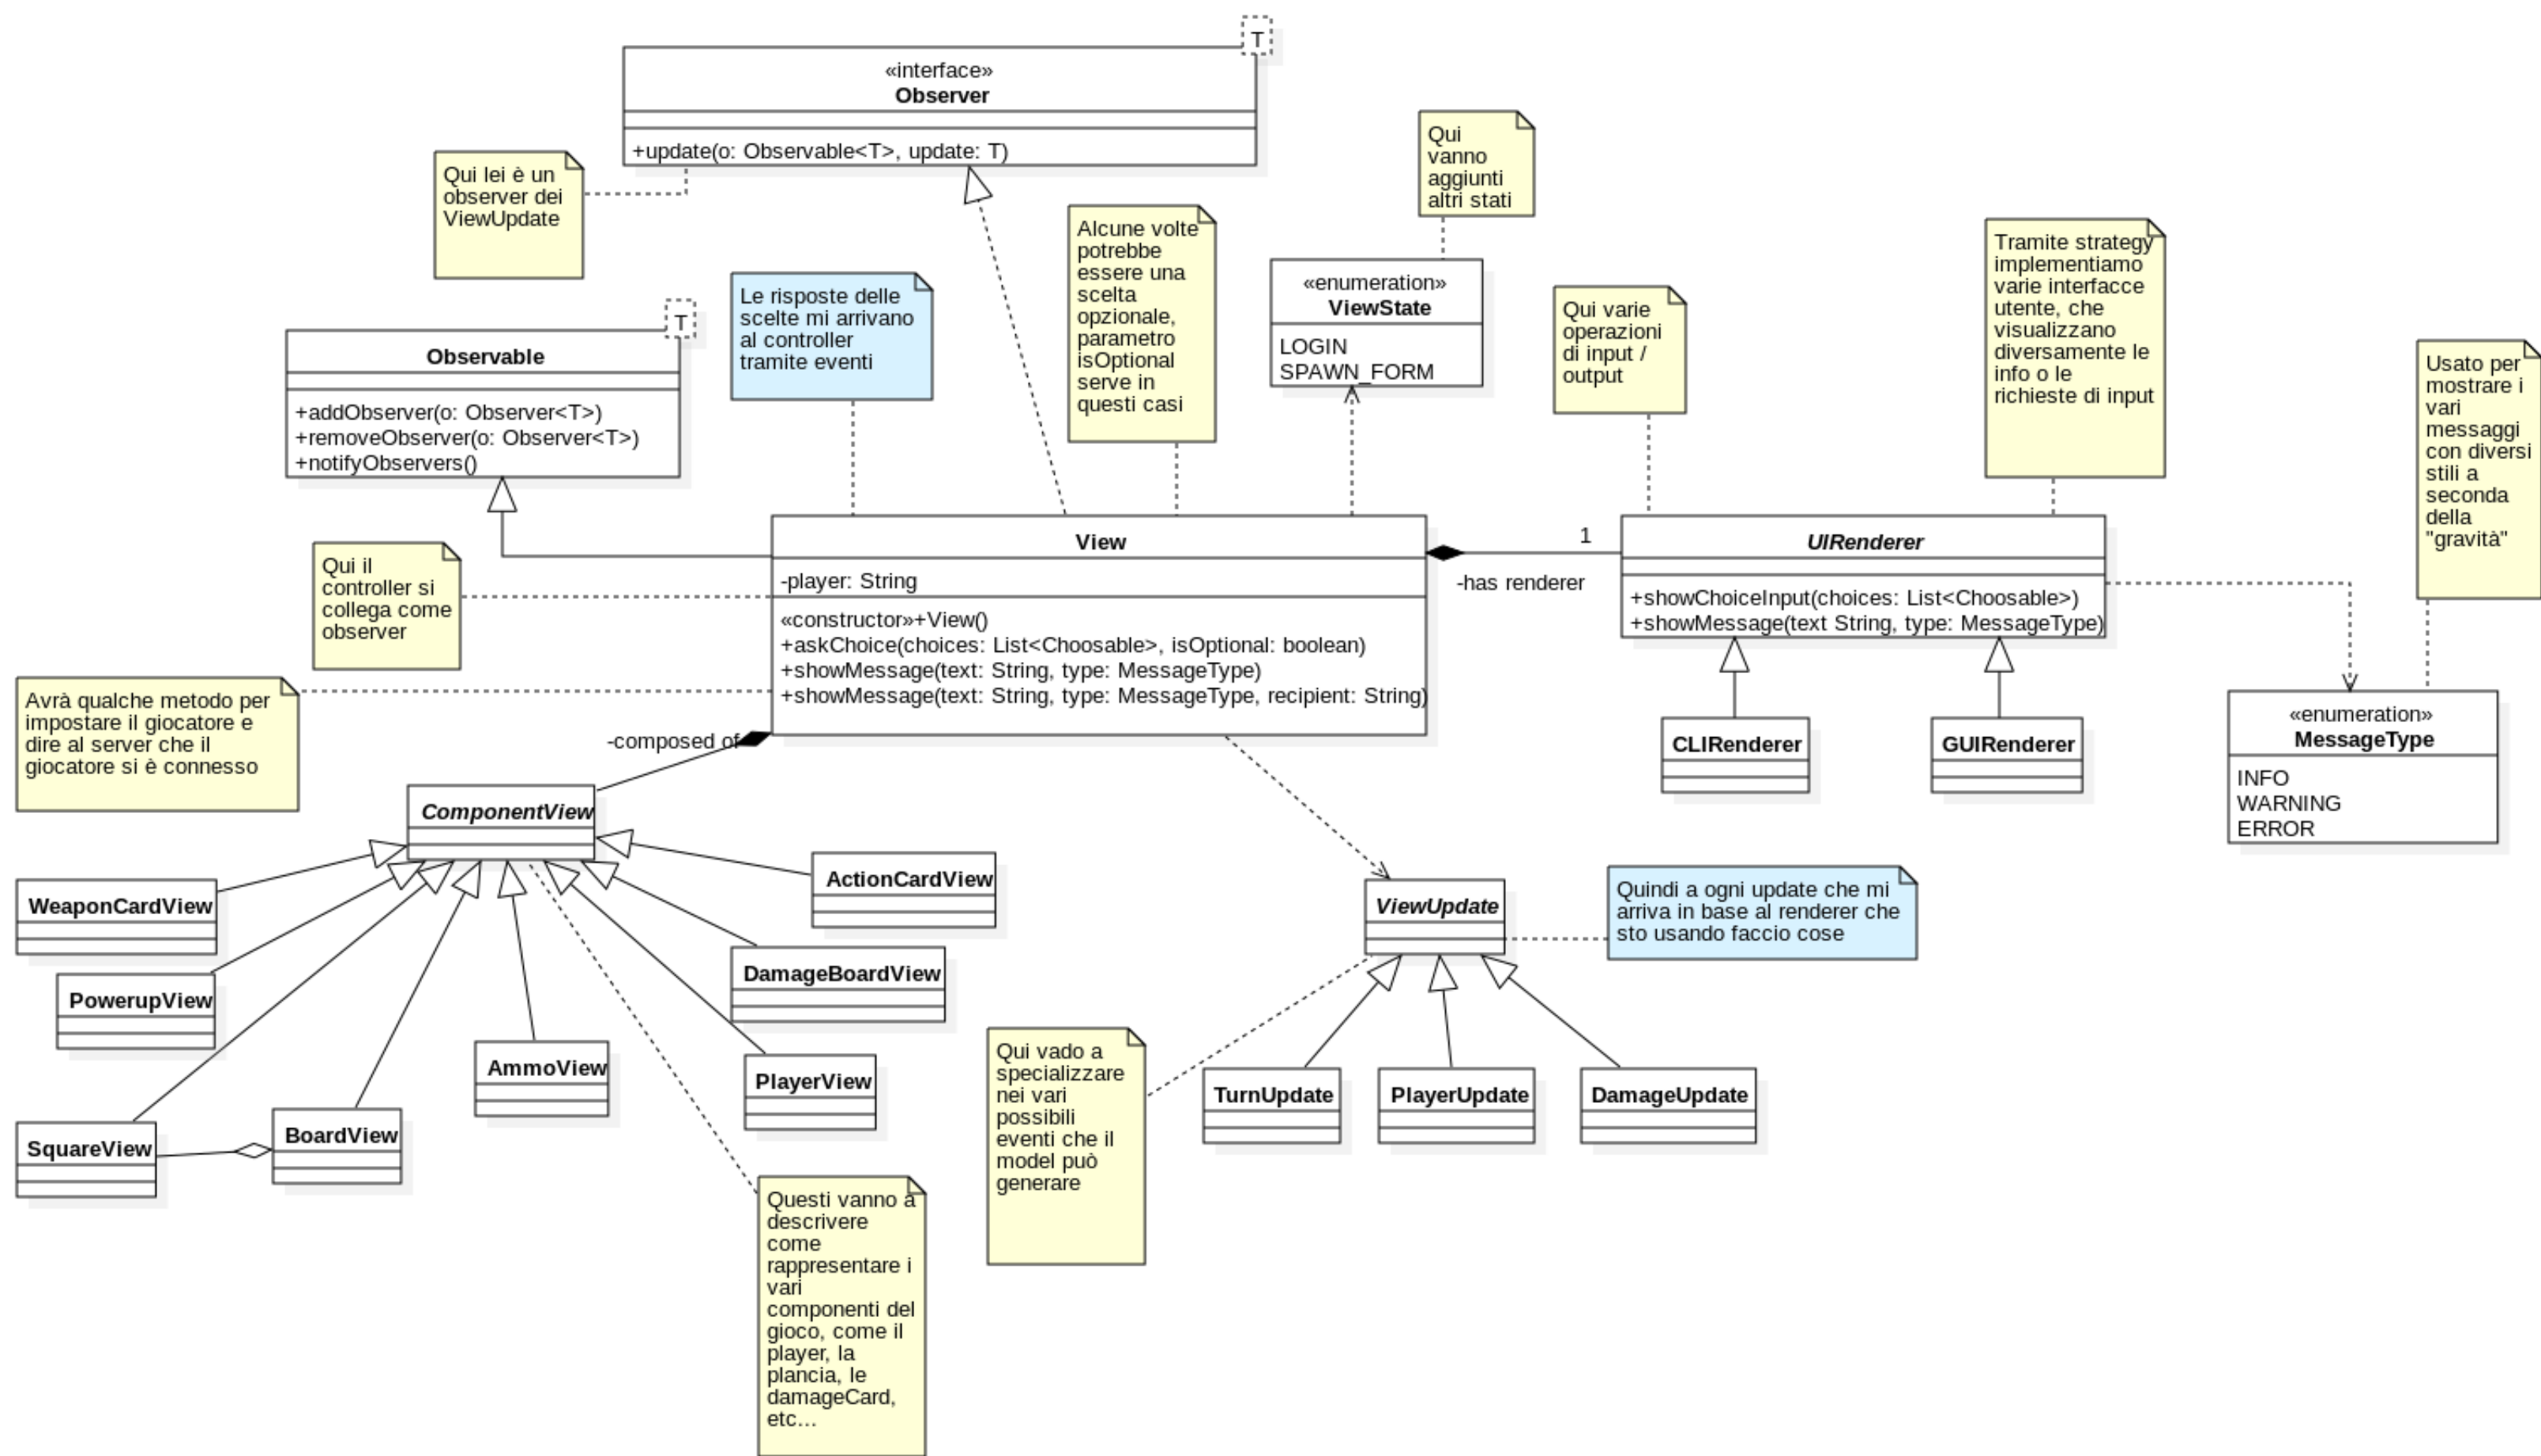 T
«interface»
Observer
+update(o: Observable<T>, update: T)
Qui lei è un
observer dei
ViewUpdate
Qui
vanno
aggiunti
altri stati
Alcune volte
potrebbe
essere una
scelta
opzionale,
parametro
isOptional
serve in
questi casi
Tramite strategy
implementiamo
varie interfacce
utente, che
visualizzano
diversamente le
info o le
richieste di input
Le risposte delle
scelte mi arrivano
al controller
tramite eventi
«enumeration»
ViewState
LOGIN
SPAWN_FORM
Qui varie
operazioni
di input /
output
T
Observable
+addObserver(o: Observer<T>)
+removeObserver(o: Observer<T>)
+notifyObservers()
Usato per
mostrare i
vari
messaggi
con diversi
stili a
seconda
della
"gravità"
Qui il
controller si
collega come
observer
View
-player: String
«constructor»+View()
+askChoice(choices: List<Choosable>, isOptional: boolean)
+showMessage(text: String, type: MessageType)
+showMessage(text: String, type: MessageType, recipient: String)
1
-has renderer
UIRenderer
+showChoiceInput(choices: List<Choosable>)
+showMessage(text String, type: MessageType)
Avrà qualche metodo per
impostare il giocatore e
dire al server che il
giocatore si è connesso
-composed of
CLIRenderer
GUIRenderer
«enumeration»
MessageType
INFO
WARNING
ERROR
ComponentView
ActionCardView
WeaponCardView
ViewUpdate
Quindi a ogni update che mi
arriva in base al renderer che
sto usando faccio cose
DamageBoardView
PowerupView
AmmoView
PlayerView
Qui vado a
specializzare
nei vari
possibili
eventi che il
model può
generare
TurnUpdate
PlayerUpdate
DamageUpdate
SquareView
BoardView
Questi vanno a
descrivere
come
rappresentare i
vari
componenti del
gioco, come il
player, la
plancia, le
damageCard,
etc...